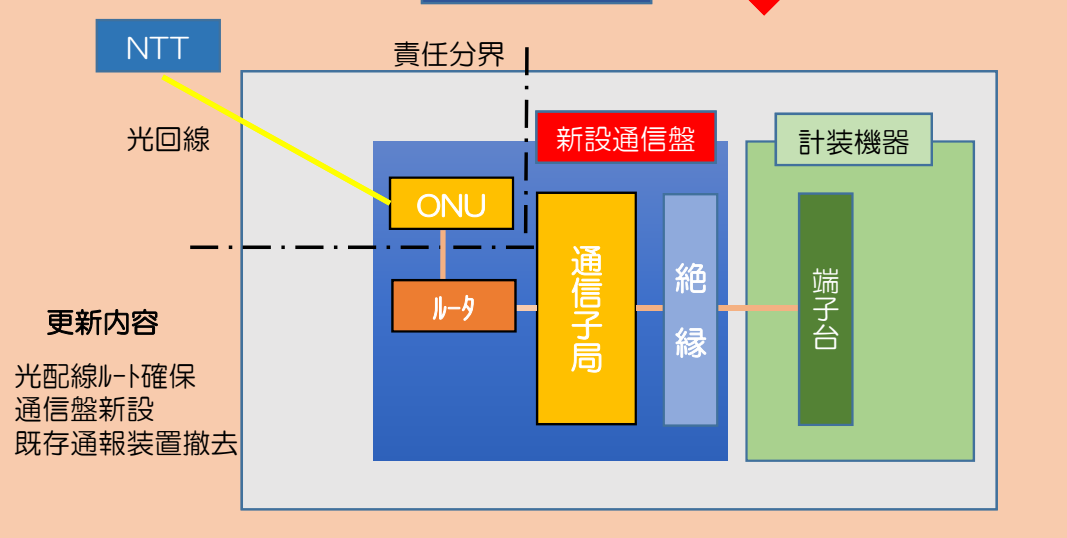 NTT
責任分界
光回線
新設通信盤
計装機器
ONU
ﾙｰﾀ
通信子局
絶縁
端子台
更新内容
光配線ﾙｰﾄ確保
通信盤新設
既存通報装置撤去